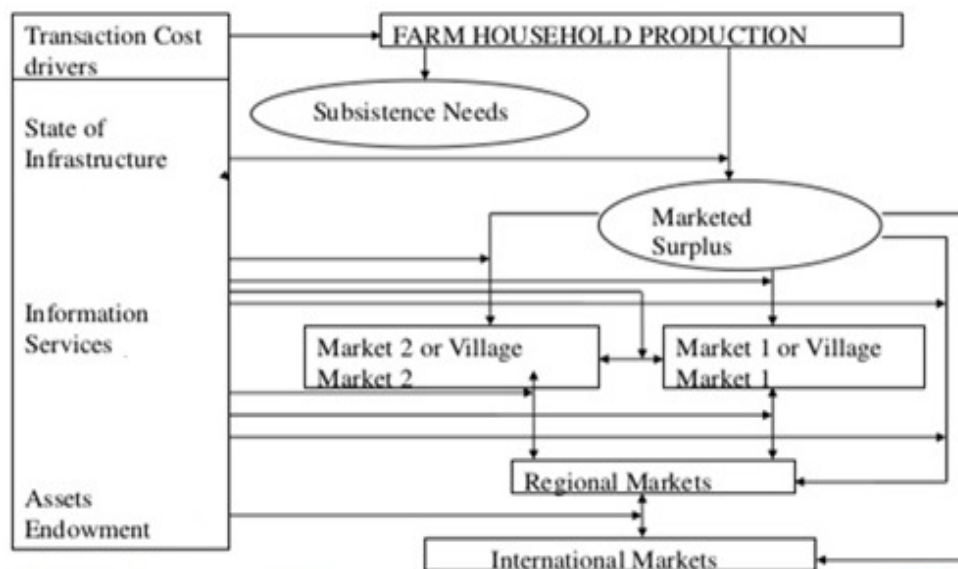 Transaction Cost
drivers
FARM HOUSEHOLD PRODUCTION
Subsistence Needs
State of
Infrastructure
Marketed
Surplus
Information
Services
Market 2 or Village
Market 2
Market 1 or Village
Market 1
Regional Markets
Assets
Endowment
International Markets